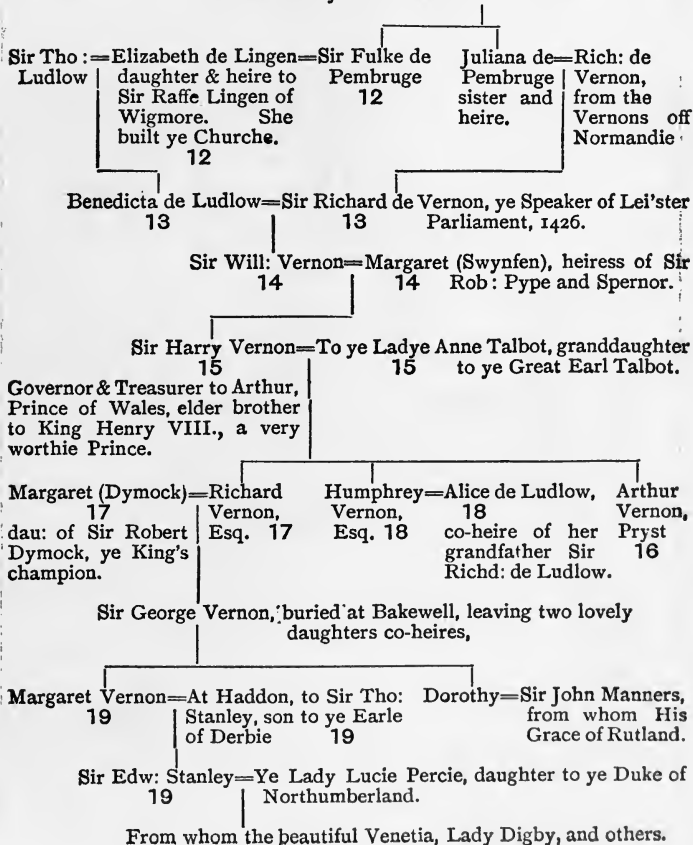 Sir Tho:=Elizabeth de Lingen=Sir Fulke de Juliana de=Rich: de
Ludlow daughter & heire to Pembruge Pembruge Vernon,
Sir Raffe Lingen of 12 sister and from the
Wigmore. She heire. Vernons off
built ye Churche. Normandie
12
Benedicta de Ludlow=Sir Richard de Vernon, ye Speaker of Lei'ster
13 13 Parliament, 1426.
Sir Will: Vernon=Margaret (Swynfen), heiress of Sir
14 14 Rob: Pype and Spernor.
Sir Harry Vernon=To ye Ladye Anne Talbot, granddaughter
15 15 to ye Great Earl Talbot.
Governor & Treasurer to Arthur,
Prince of Wales, elder brother
to King Henry VIII., a very
worthie Prince.
Margaret (Dymock)=Richard Humphrey=Alice de Ludlow, Arthur
17 Vernon, Vernon, 18 Vernon,
dau: of Sir Robert Esq. 17 Esq. 18 co-heire of her Pryst
Dymock, ye King's grandfather Sir 16
champion. Richd: de Ludlow.
Sir George Vernon, buried at Bakewell, leaving two lovely
daughters co-heires,
Margaret Vernon=At Haddon, to Sir Tho: Dorothy=Sir John Manners,
19 Stanley, son to ye Earle from whom His
of Derbie 19 Grace of Rutland.
Sir Edw: Stanley=Ye Lady Lucie Percie, daughter to ye Duke of
19 Northumberland.
From whom the beautiful Venetia, Lady Digby, and others.